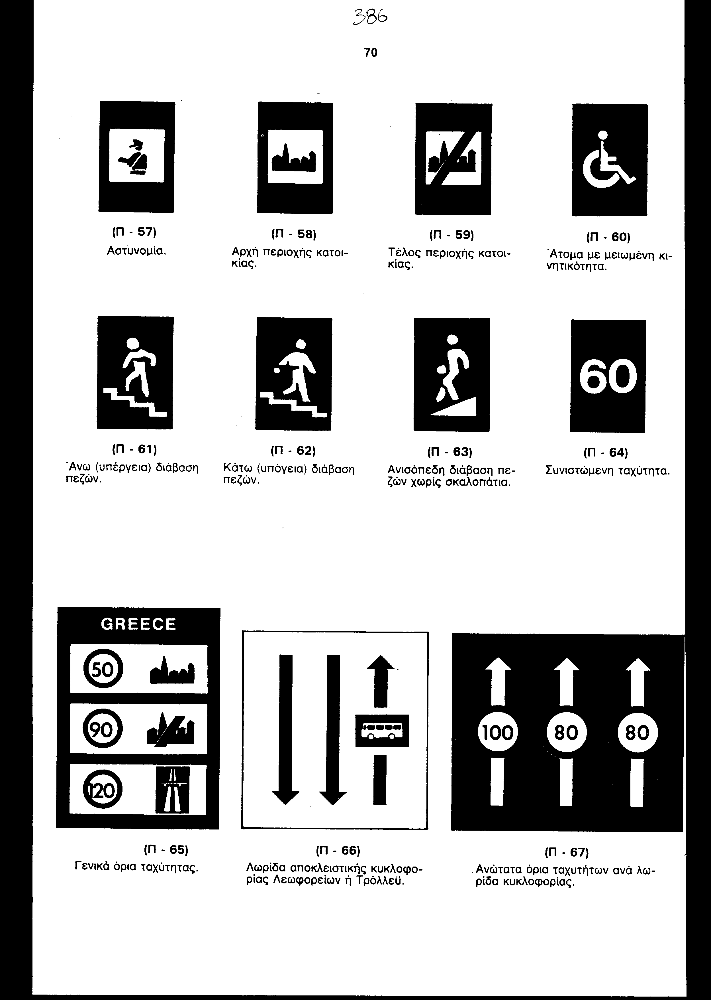 386
70
(Π - 57)
Αστυνομία.
(Π - 58)
Αρχή περιοχής κατοι-
κίας.
(Π - 59)
Τέλος περιοχής κατοι-
κίας.
(Π - 60)
Άτομα με μειωμένη κι-
νητικότητα.
60
(Π - 61)
Άνω (υπέργεια) διάβαση
πεζών.
(Π - 62)
Κάτω (υπόγεια) διάβαση
πεζών.
(Π - 63)
Ανισόπεδη διάβαση πε-
ζών χωρίς σκαλοπάτια.
(Π - 64)
Συνιστώμενη ταχύτητα.
GREECE
50
90
120
(Π - 65)
Γενικά όρια ταχύτητας.
(Π - 66)
Λωρίδα αποκλειστικής κυκλοφο-
ρίας Λεωφορείων ή Τρόλλεϋ.
100 80 80
(Π - 67)
Ανώτατα όρια ταχυτήτων ανά λω-
ρίδα κυκλοφορίας.